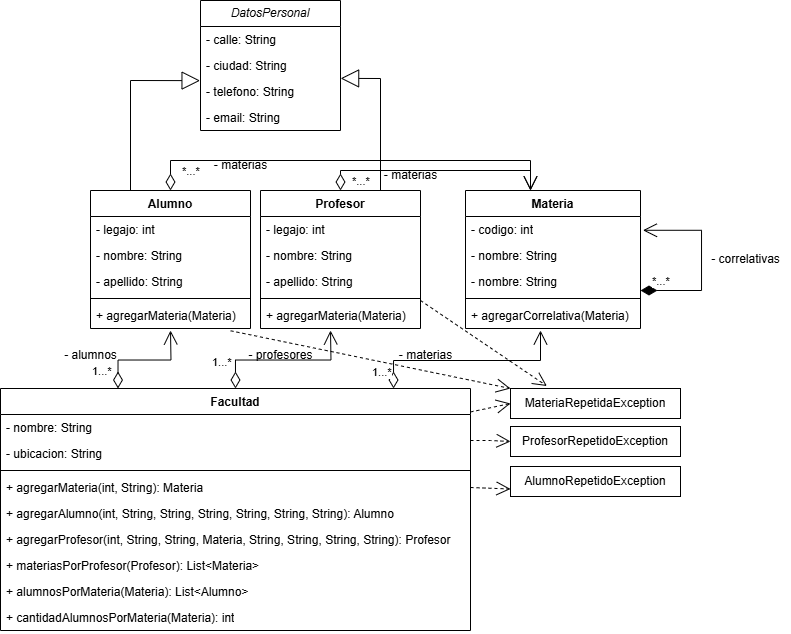 DatosPersonal
- calle: String
- ciudad: String
- telefono: String
- email: String
- materias
*...*
- materias
*...*
Alumno
- legajo: int
- nombre: String
- apellido: String
+ agregarMateria(Materia)
Profesor
- legajo: int
- nombre: String
- apellido: String
+ agregarMateria(Materia)
Materia
- codigo: int
- nombre: String
- nombre: String
+ agregarCorrelativa(Materia)
- correlativas
*...*
- alumnos
1...*
- profesores
1...*
- materias
1...*
Facultad
- nombre: String
- ubicacion: String
+ agregarMateria(int, String): Materia
+ agregarAlumno(int, String, String, String, String, String, String): Alumno
+ agregarProfesor(int, String, String, Materia, String, String, String, String): Profesor
+ materiasPorProfesor(Profesor): List<Materia>
+ alumnosPorMateria(Materia): List<Alumno>
+ cantidadAlumnosPorMateria(Materia): int
MateriaRepetidaException
ProfesorRepetidoException
AlumnoRepetidoException